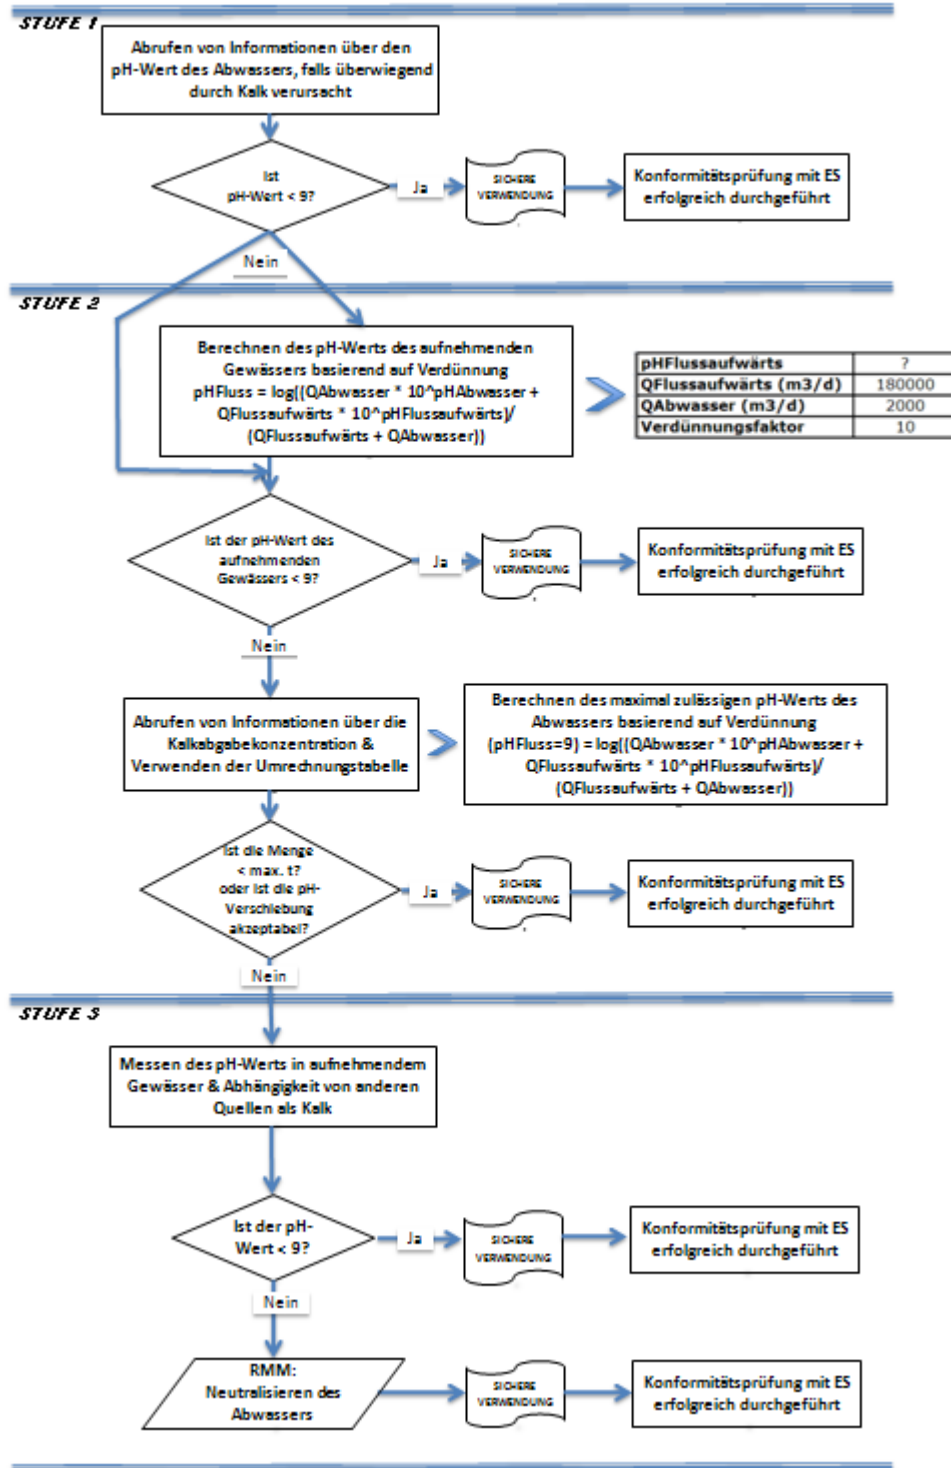 STUFE 1
Abrufen von Informationen über den
pH-Wert des Abwassers, falls überwiegend
durch Kalk verursacht
Ist
pH-Wert < 9?
Ja
SICHERE
VERWENDUNG
Konformitätsprüfung mit ES
erfolgreich durchgeführt
Nein
STUFE 2
Berechnen des pH-Werts des aufnehmenden
Gewässers basierend auf Verdünnung
pHFluss = log((QAbwasser * 10^pHAbwasser +
QFlussaufwärts * 10^pHFlussaufwärts)/
(QFlussaufwärts + QAbwasser))
pHFlussaufwärts ?
QFlussaufwärts (m3/d) 180000
QAbwasser (m3/d) 2000
Verdünnungsfaktor 10
Ist der pH-Wert des
aufnehmenden
Gewässers < 9?
Ja
SICHERE
VERWENDUNG
Konformitätsprüfung mit ES
erfolgreich durchgeführt
Nein
Abrufen von Informationen über die
Kalkabgabekonzentration &
Verwenden der Umrechnungstabelle
Berechnen des maximal zulässigen pH-Werts des
Abwassers basierend auf Verdünnung
(pHFluss=9) = log((QAbwasser * 10^pHAbwasser +
QFlussaufwärts * 10^pHFlussaufwärts)/
(QFlussaufwärts + QAbwasser))
Ist die Menge
< max. t?
oder ist die pH-
Verschiebung
akzeptabel?
Ja
SICHERE
VERWENDUNG
Konformitätsprüfung mit ES
erfolgreich durchgeführt
Nein
STUFE 3
Messen des pH-Werts in aufnehmendem
Gewässer & Abhängigkeit von anderen
Quellen als Kalk
Ist der pH-
Wert < 9?
Ja
SICHERE
VERWENDUNG
Konformitätsprüfung mit ES
erfolgreich durchgeführt
Nein
RMM:
Neutralisieren des
Abwassers
SICHERE
VERWENDUNG
Konformitätsprüfung mit ES
erfolgreich durchgeführt